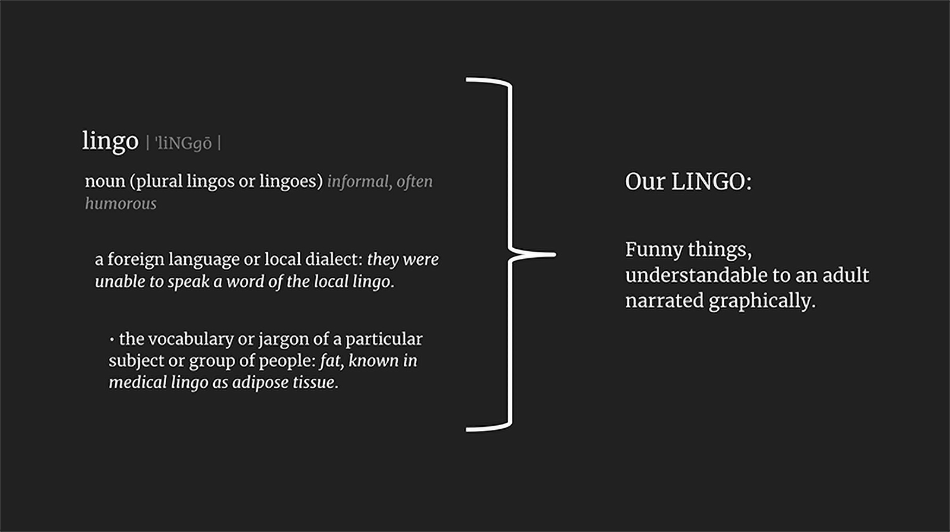 lingo | ˈliNGɡō |
noun (plural lingos or lingoes) informal, often
humorous
a foreign language or local dialect: they were
unable to speak a word of the local lingo.
• the vocabulary or jargon of a particular
subject or group of people: fat, known in
medical lingo as adipose tissue.
Our LINGO:
Funny things,
understandable to an adult
narrated graphically.